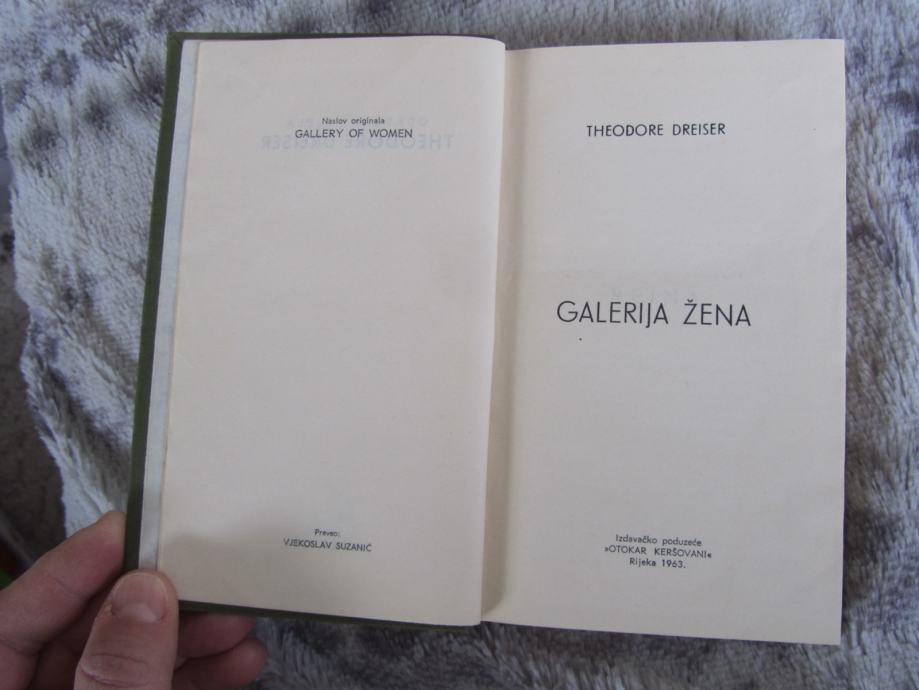 Naslov originala
GALLERY OF WOMEN
Preveo:
VJEKOSLAV SUZANIĆ
THEODORE DREISER
GALERIJA ŽENA
Izdavačko poduzeće
»OTOKAR KERŠOVANI«
Rijeka 1963.